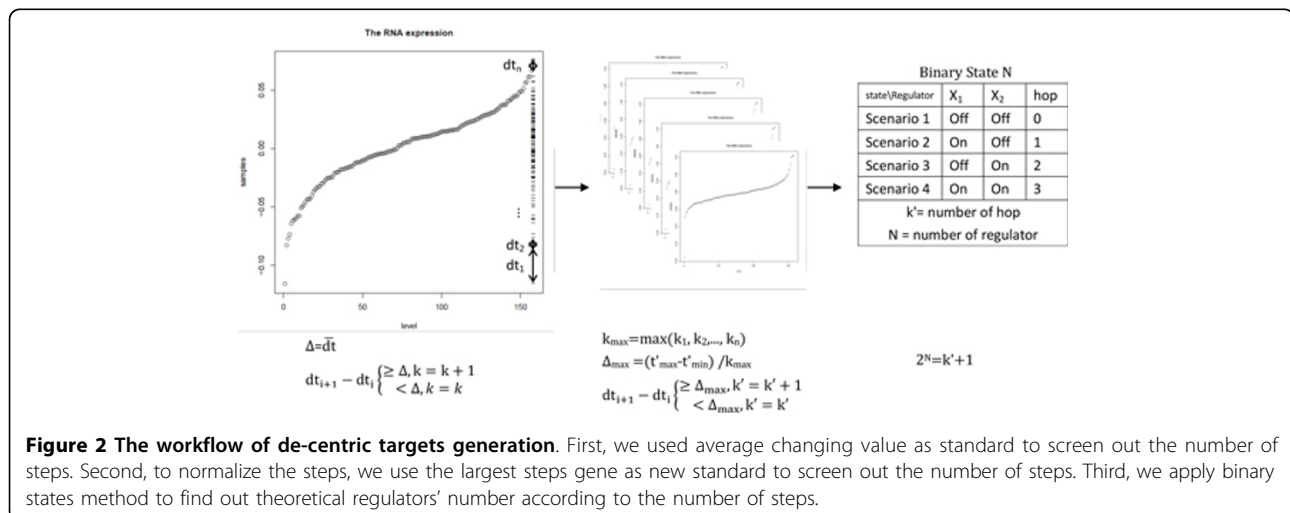 The RNA expression
samples
0.05
0.00
−0.05
−0.10
0
50
100
150
level
dtₙ
...
dt₂
dt₁
Δ=d̅t̅
dtᵢ₊₁ − dtᵢ { ≥ Δ, k = k + 1
< Δ, k = k
The RNA expression
kₘₐₓ=max(k₁, k₂,..., kₙ)
Δₘₐₓ =(t'ₘₐₓ-t'ₘᵢₙ) /kₘₐₓ
dtᵢ₊₁ − dtᵢ { ≥ Δₘₐₓ, k' = k' + 1
< Δₘₐₓ, k' = k'
Binary State N
state\Regulator X₁ X₂ hop
Scenario 1 Off Off 0
Scenario 2 On Off 1
Scenario 3 Off On 2
Scenario 4 On On 3
k'= number of hop
N = number of regulator
2ᴺ=k'+1
Figure 2 The workflow of de-centric targets generation. First, we used average changing value as standard to screen out the number of
steps. Second, to normalize the steps, we use the largest steps gene as new standard to screen out the number of steps. Third, we apply binary
states method to find out theoretical regulators' number according to the number of steps.